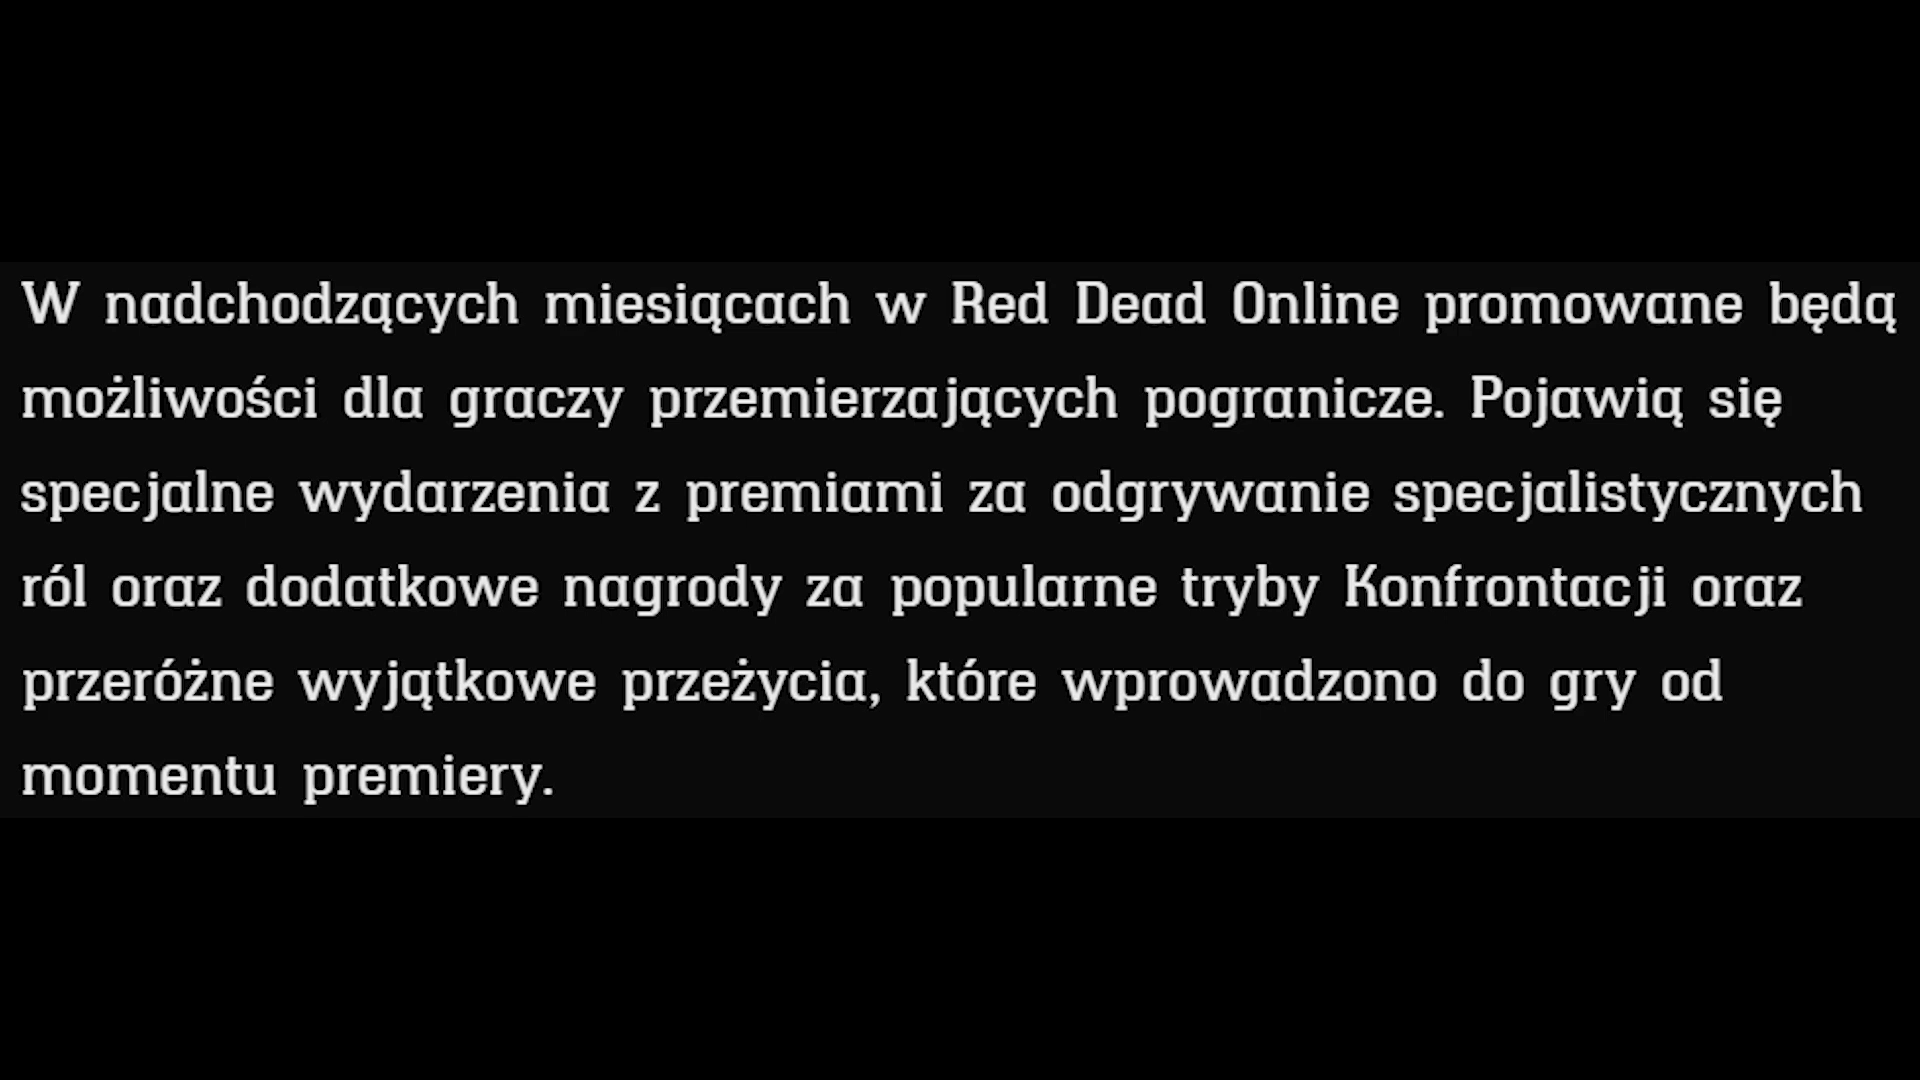 W nadchodzących miesiącach w Red Dead Online promowane będą
możliwości dla graczy przemierzających pogranicze. Pojawią się
specjalne wydarzenia z premiami za odgrywanie specjalistycznych
ról oraz dodatkowe nagrody za popularne tryby Konfrontacji oraz
przeróżne wyjątkowe przeżycia, które wprowadzono do gry od
momentu premiery.